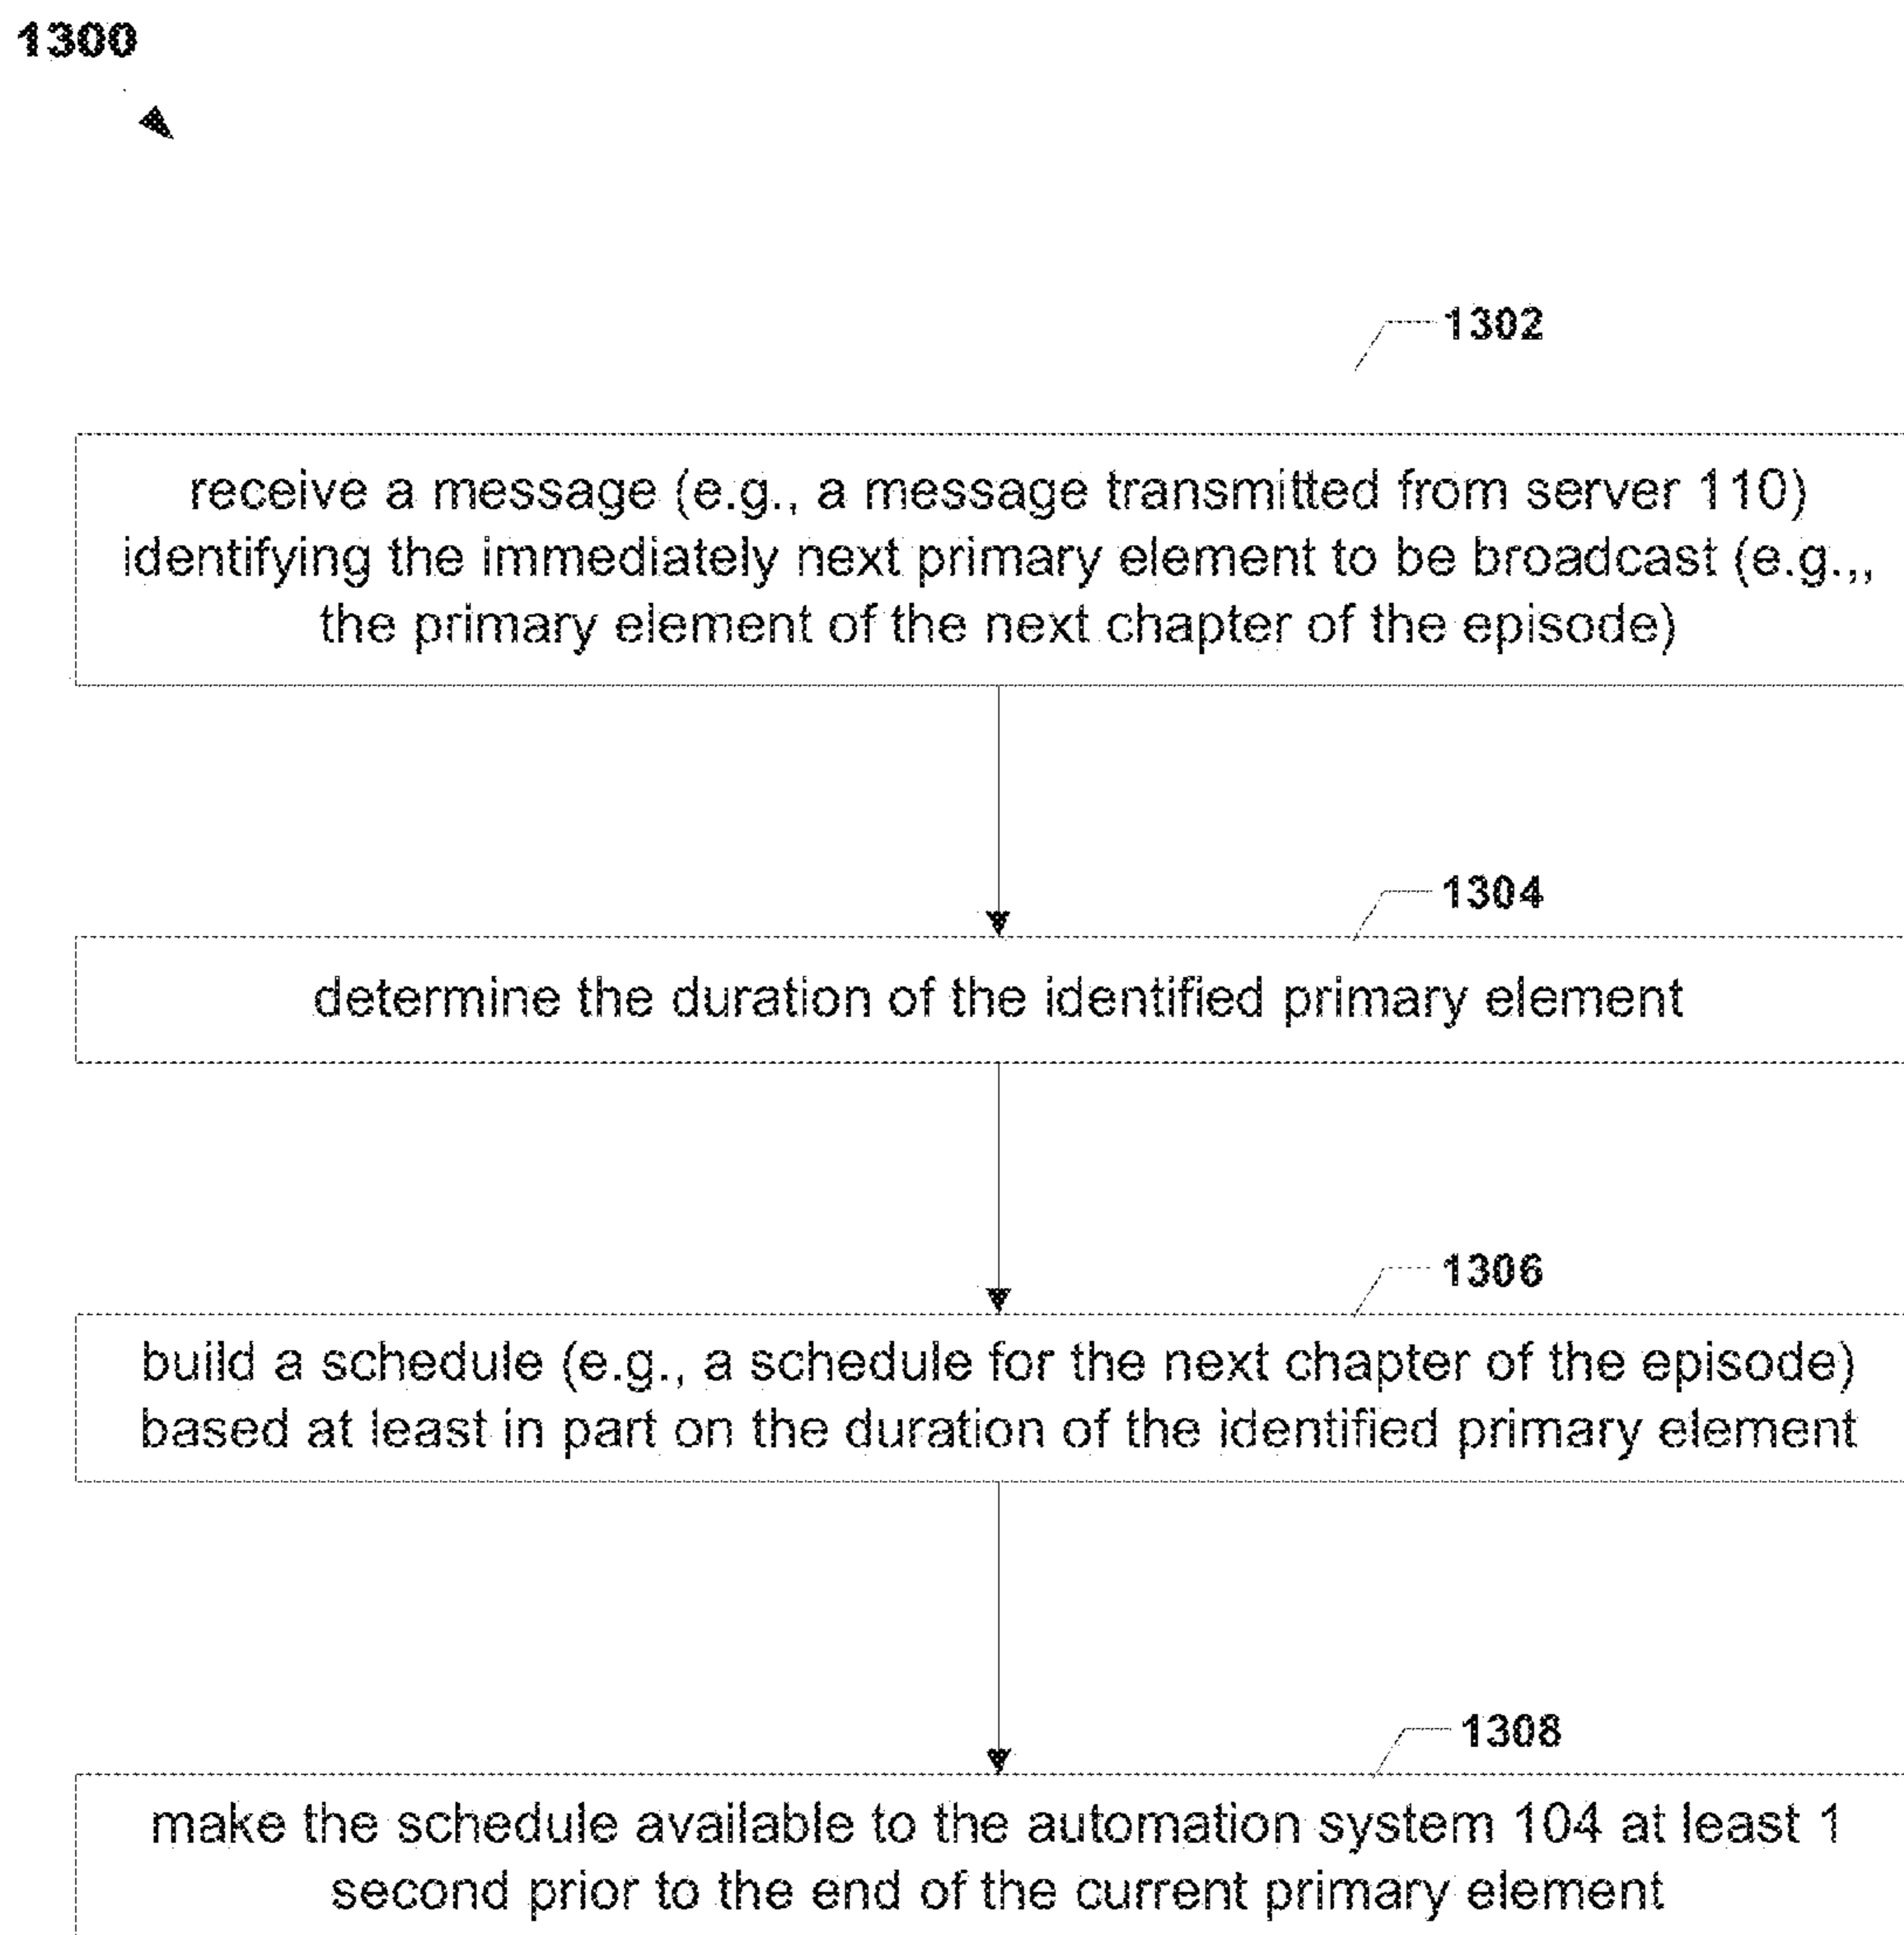 1300
1302
receive a message (e.g., a message transmitted from server 110)
identifying the immediately next primary element to be broadcast (e.g.,,
the primary element of the next chapter of the episode)
1304
determine the duration of the identified primary element
1306
build a schedule (e.g., a schedule for the next chapter of the episode)
based at least in part on the duration of the identified primary element
1308
make the schedule available to the automation system 104 at least 1
second prior to the end of the current primary element